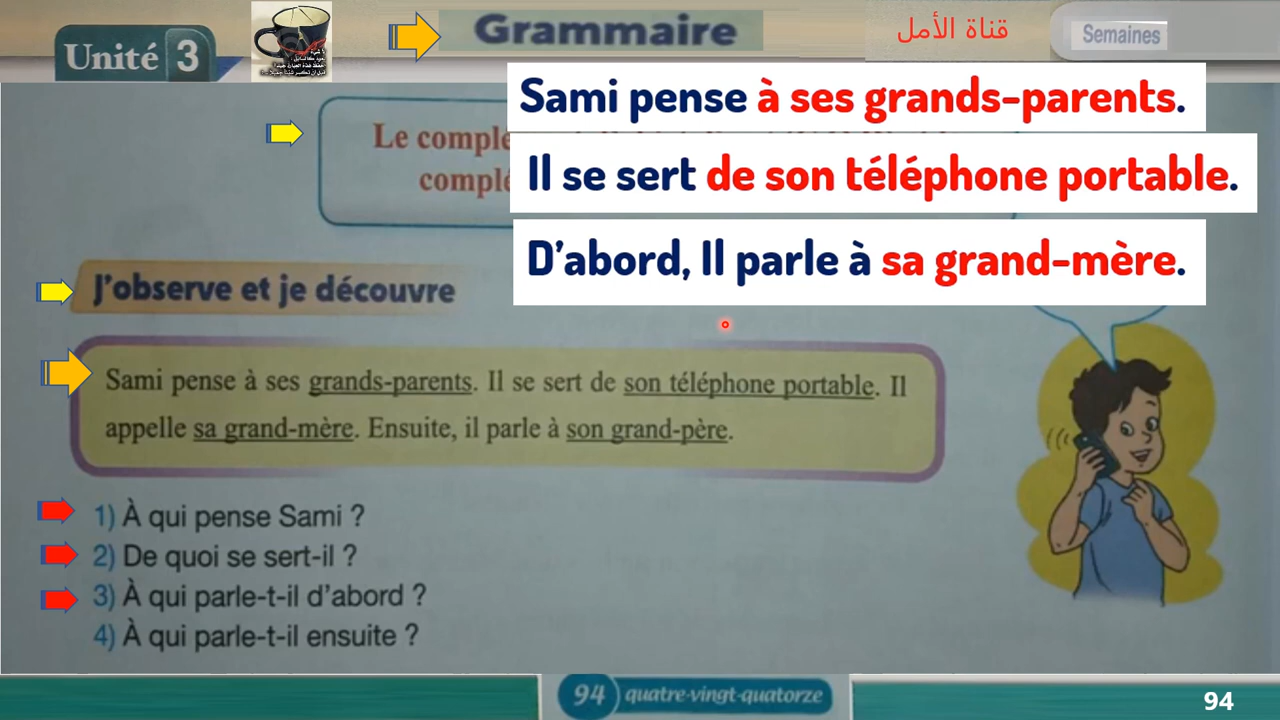 Unité 3
Grammaire
قناة الأمل
Semaines
Sami pense à ses grands-parents.
Le complé
Il se sert de son téléphone portable.
complé
D'abord, Il parle à sa grand-mère.
J'observe et je découvre
Sami pense à ses grands-parents. Il se sert de son téléphone portable. Il
appelle sa grand-mère. Ensuite, il parle à son grand-père.
1) À qui pense Sami ?
2) De quoi se sert-il ?
3) À qui parle-t-il d'abord ?
4) À qui parle-t-il ensuite ?
94 quatre-vingt-quatorze
94